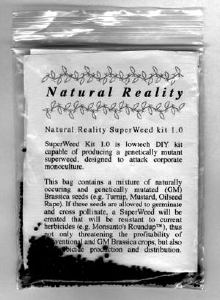 Natural Reality
Natural Reality SuperWeed kit 1.0
SuperWeed Kit 1.0 is lowtech DIY kit
capable of producing a genetically mutant
superweed, designed to attack corporate
monoculture.
This bag contains a mixture of naturally
occuring and genetically mutated (GM)
Brassica seeds (e.g. Turnip, Mustard, Oilseed
Rape). If these seeds are allowed to germinate
and cross pollinate, a SuperWeed will be
created that will be resistant to current
herbicides (e.g. Monsanto's Roundup™), thus
not only threatening the profitability of
ventional and GM Brassica crops, but also
production and distribution.